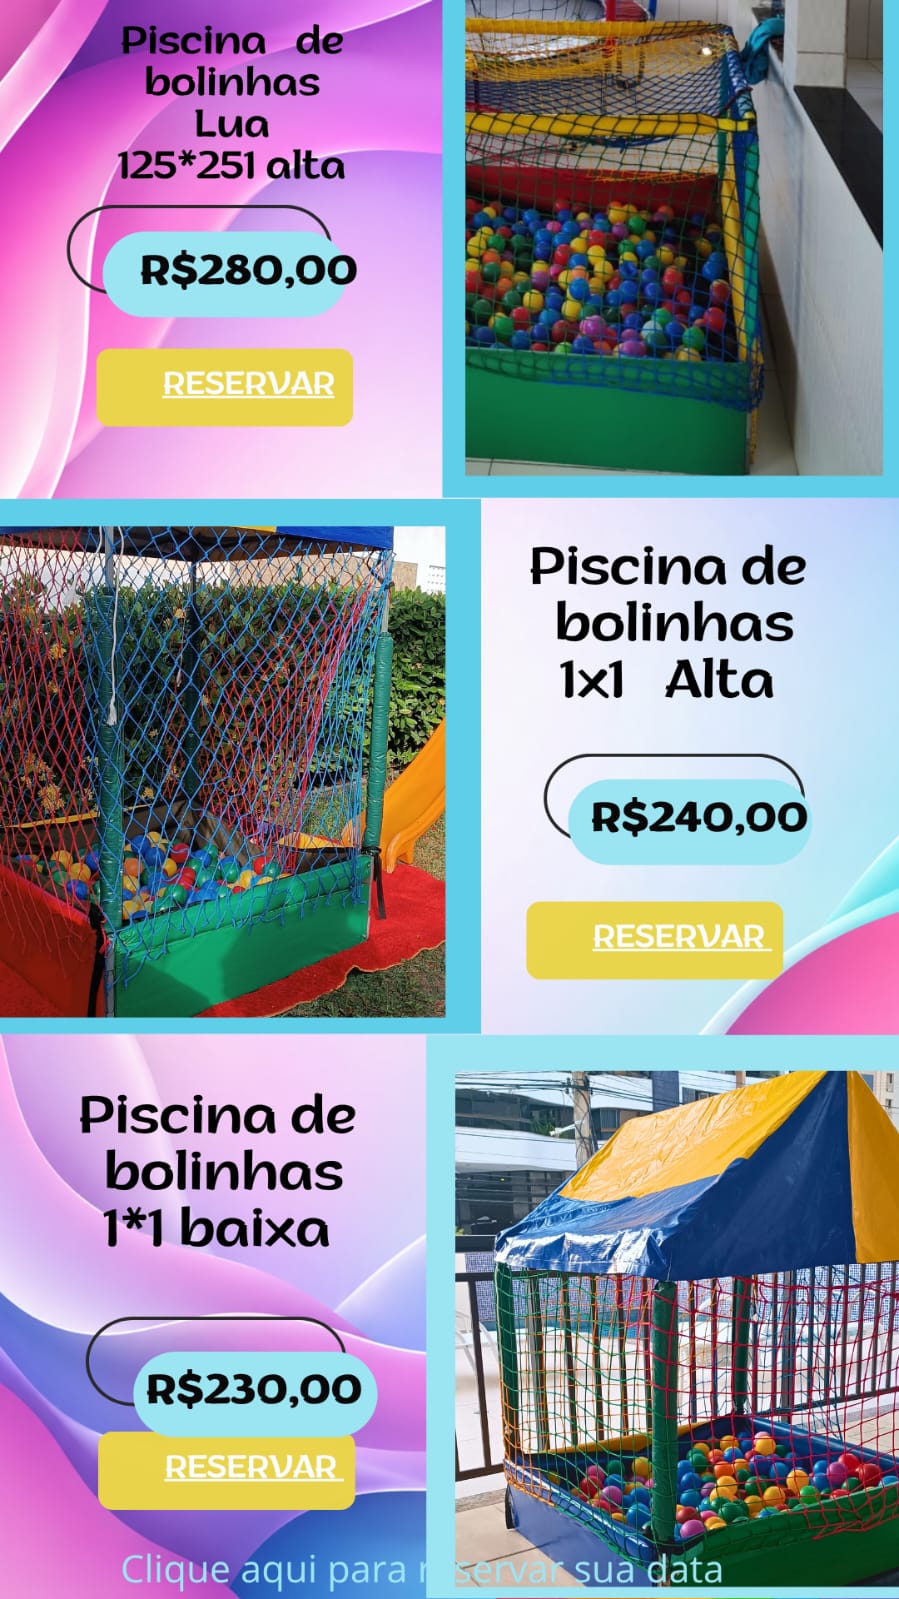 Piscina de
bolinhas
Lua
125*251 alta
R$280,00
RESERVAR
Piscina de
bolinhas
1x1 Alta
R$240,00
RESERVAR
Piscina de
bolinhas
1*1 baixa
R$230,00
RESERVAR
Clique aqui para reservar sua data